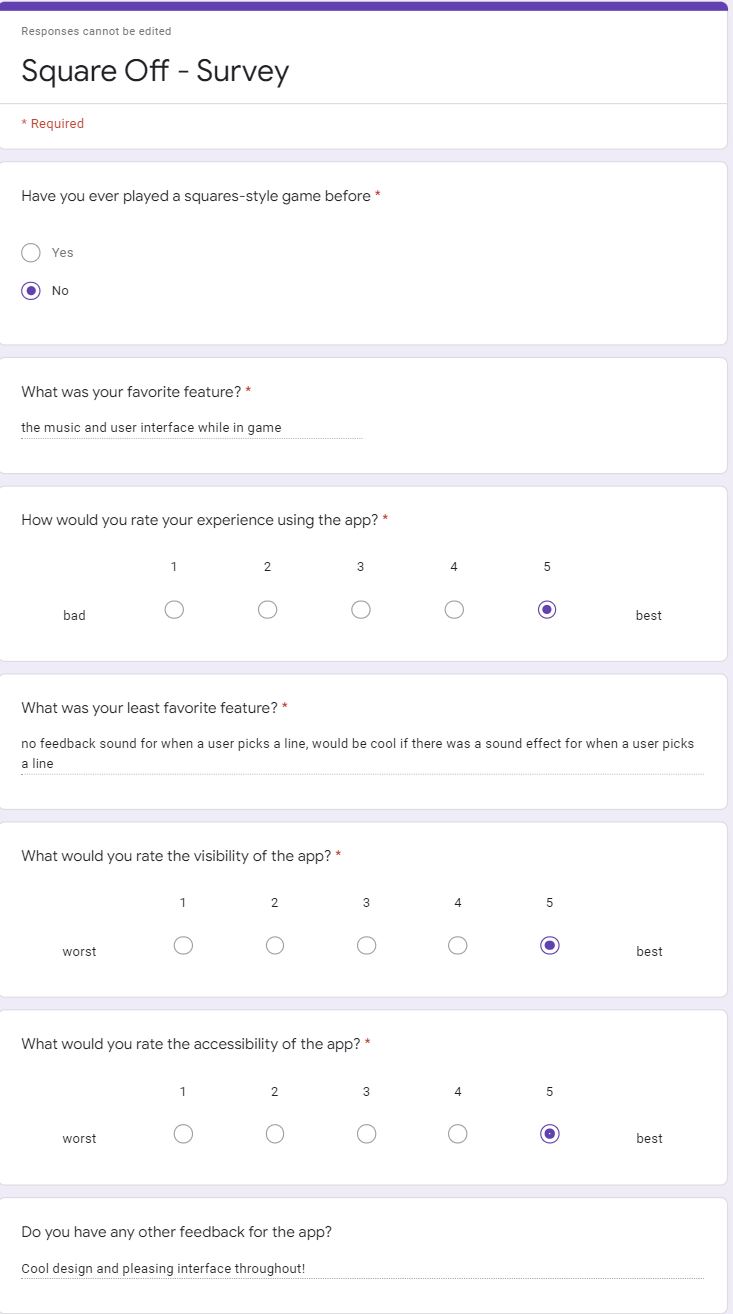 Responses cannot be edited
Square Off - Survey
* Required
Have you ever played a squares-style game before *
Yes
No
What was your favorite feature? *
the music and user interface while in game
How would you rate your experience using the app? *
1 2 3 4 5
bad best
What was your least favorite feature? *
no feedback sound for when a user picks a line, would be cool if there was a sound effect for when a user picks
a line
What would you rate the visibility of the app? *
1 2 3 4 5
worst best
What would you rate the accessibility of the app? *
1 2 3 4 5
worst best
Do you have any other feedback for the app?
Cool design and pleasing interface throughout!